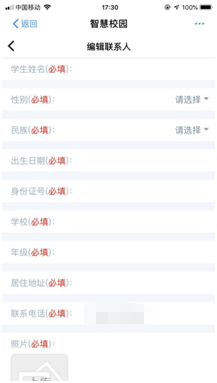 中国移动 17:30 100%
返回 智慧校园
编辑联系人
学生姓名(必填):
性别(必填): 请选择
民族(必填): 请选择
出生日期(必填):
身份证号(必填):
学校(必填):
年级(必填):
居住地址(必填):
联系电话(必填):
照片(必填):
上传